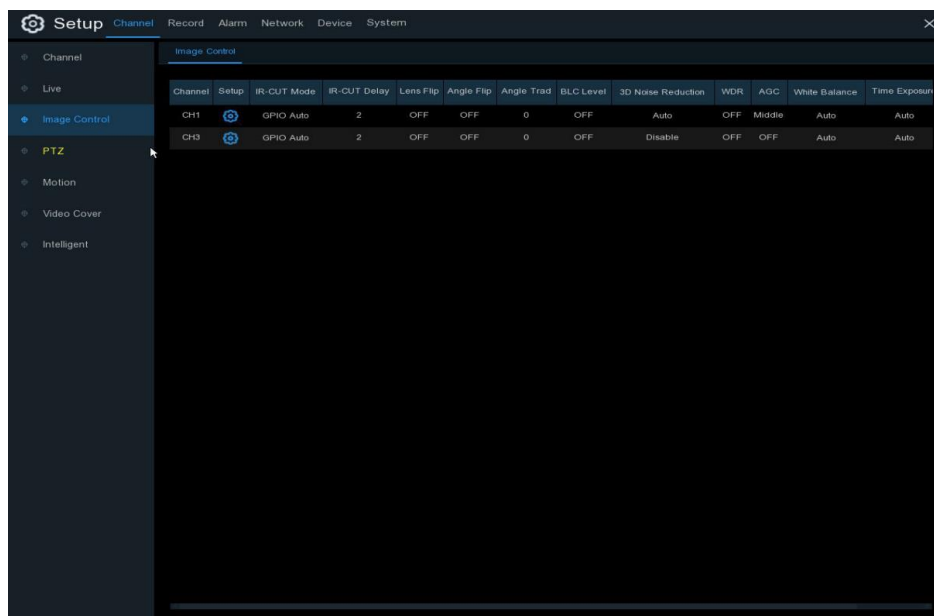 Setup Channel Record Alarm Network Device System
Channel
Live
Image Control
PTZ
Motion
Video Cover
Intelligent
Image Control
Channel Setup IR-CUT Mode IR-CUT Delay Lens Flip Angle Flip Angle Trad BLC Level 3D Noise Reduction WDR AGC White Balance Time Exposur
CH1 GPIO Auto 2 OFF OFF 0 OFF Auto OFF Middle Auto Auto
CH3 GPIO Auto 2 OFF OFF 0 OFF Disable OFF OFF Auto Auto